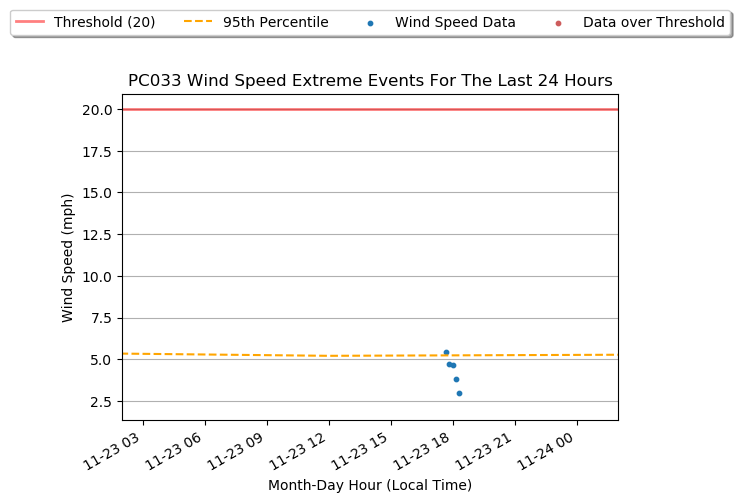 Threshold (20) 95th Percentile Wind Speed Data Data over Threshold
PC033 Wind Speed Extreme Events For The Last 24 Hours
20.0
17.5
15.0
12.5
10.0
7.5
5.0
2.5
Wind Speed (mph)
11-23 03 11-23 06 11-23 09 11-23 12 11-23 15 11-23 18 11-23 21 11-24 00
Month-Day Hour (Local Time)